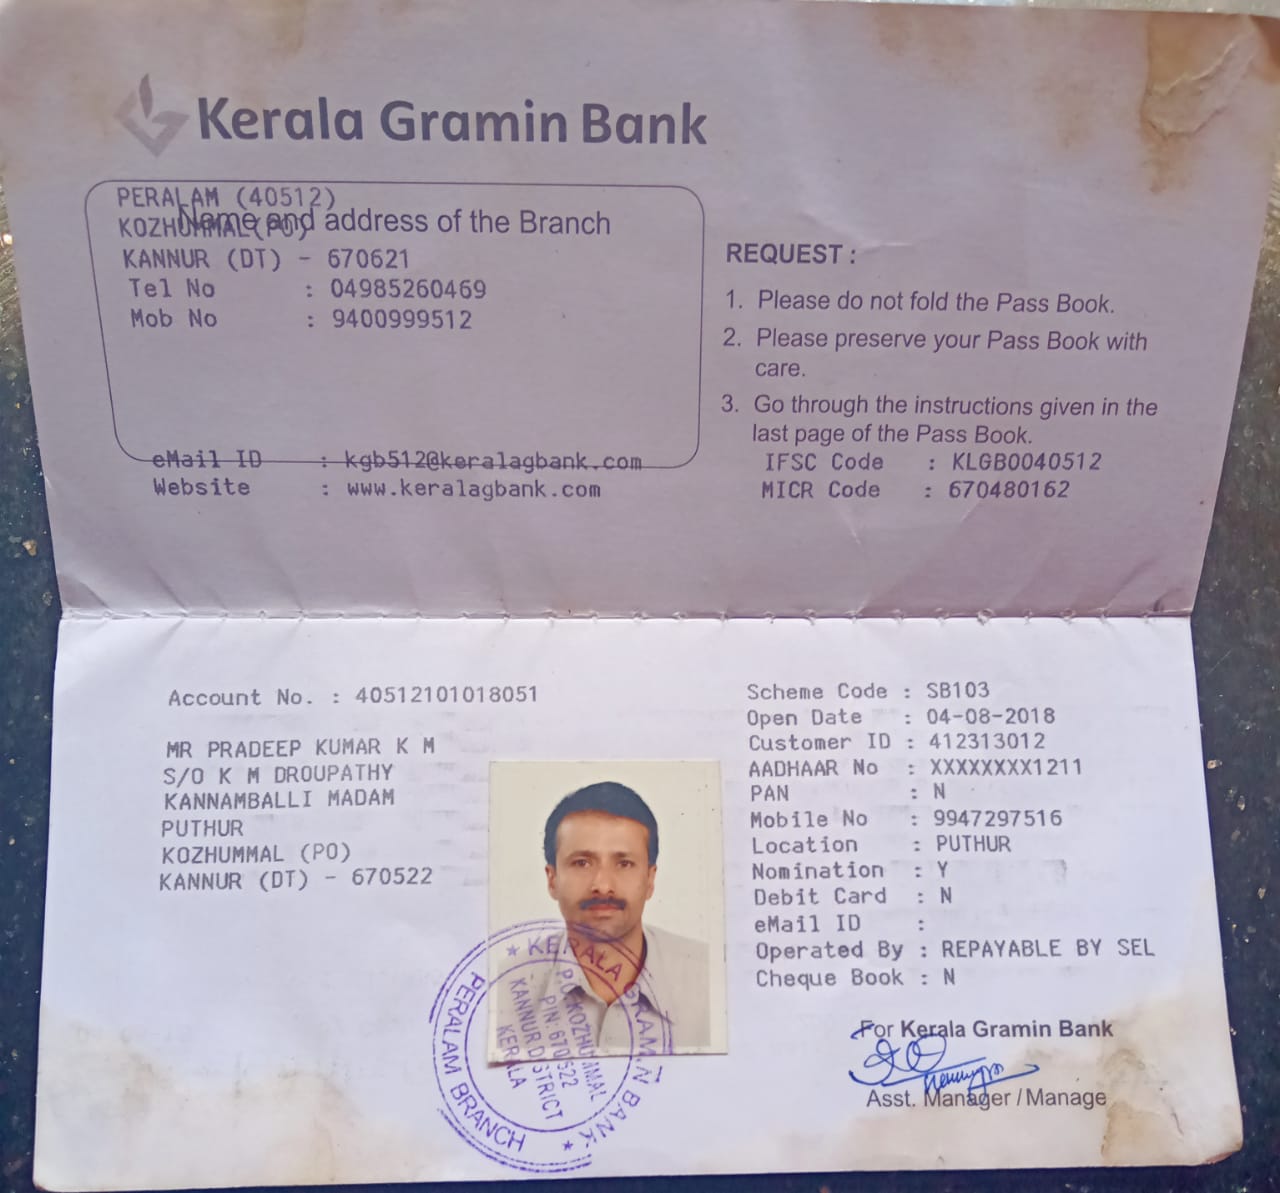 Kerala Gramin Bank
PERALAM (40512)
Name and address of the Branch
KOZHUMMAL(PO)
KANNUR (DT) - 670621
Tel No : 04985260469
Mob No : 9400999512
eMail ID : kgb512@keralagbank.com
Website : www.keralagbank.com
REQUEST :
1. Please do not fold the Pass Book.
2. Please preserve your Pass Book with
care.
3. Go through the instructions given in the
last page of the Pass Book.
IFSC Code : KLGB0040512
MICR Code : 670480162
Account No. : 40512101018051
MR PRADEEP KUMAR K M
S/O K M DROUPATHY
KANNAMBALLI MADAM
PUTHUR
KOZHUMMAL (PO)
KANNUR (DT) - 670522
Scheme Code : SB103
Open Date : 04-08-2018
Customer ID : 412313012
AADHAAR No : XXXXXXXX1211
PAN : N
Mobile No : 9947297516
Location : PUTHUR
Nomination : Y
Debit Card : N
eMail ID :
Operated By : REPAYABLE BY SEL
Cheque Book : N
For Kerala Gramin Bank
Asst. Manager / Manage
★ KERALA GRAMIN BANK ★
PERALAM BRANCH
P.O.KOZHUMMAL
PIN:670522
KANNUR DISTRICT
KERALA